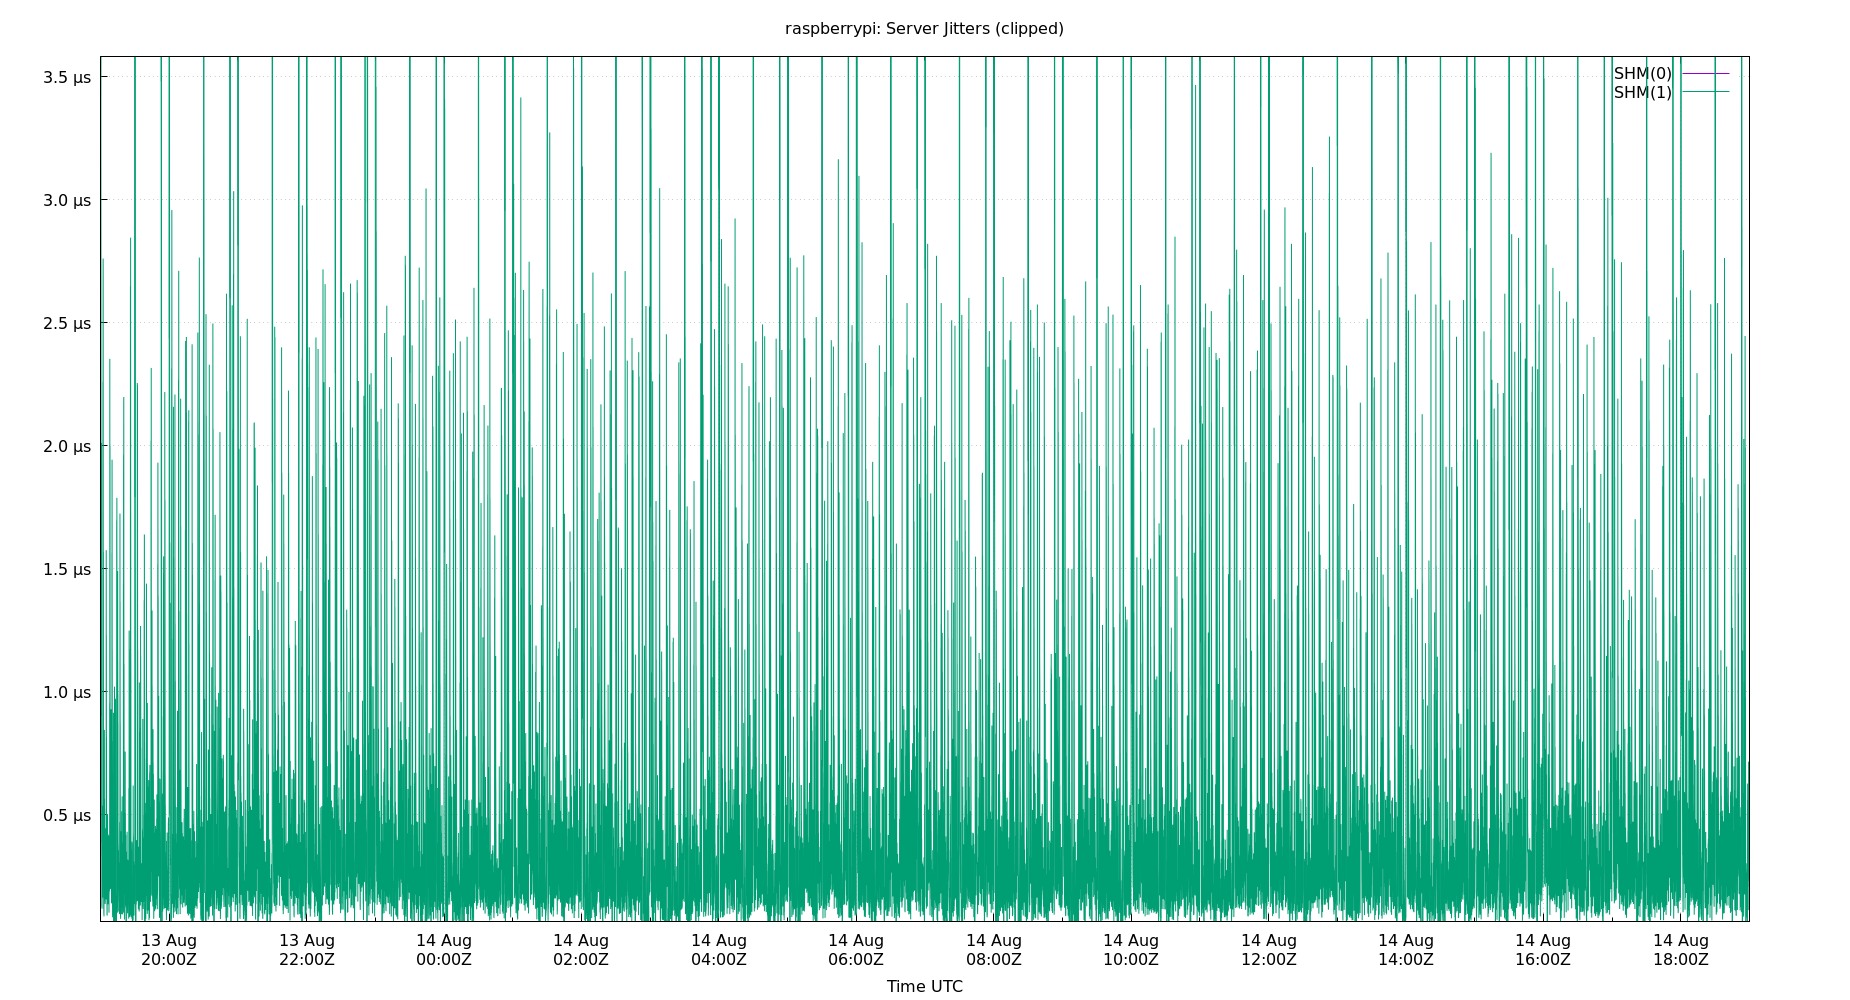 raspberrypi: Server Jitters (clipped)
SHM(0)
SHM(1)
3.5 μs
3.0 μs
2.5 μs
2.0 μs
1.5 μs
1.0 μs
0.5 μs
13 Aug 13 Aug 14 Aug 14 Aug 14 Aug 14 Aug 14 Aug 14 Aug 14 Aug 14 Aug 14 Aug 14 Aug
20:00Z 22:00Z 00:00Z 02:00Z 04:00Z 06:00Z 08:00Z 10:00Z 12:00Z 14:00Z 16:00Z 18:00Z
Time UTC